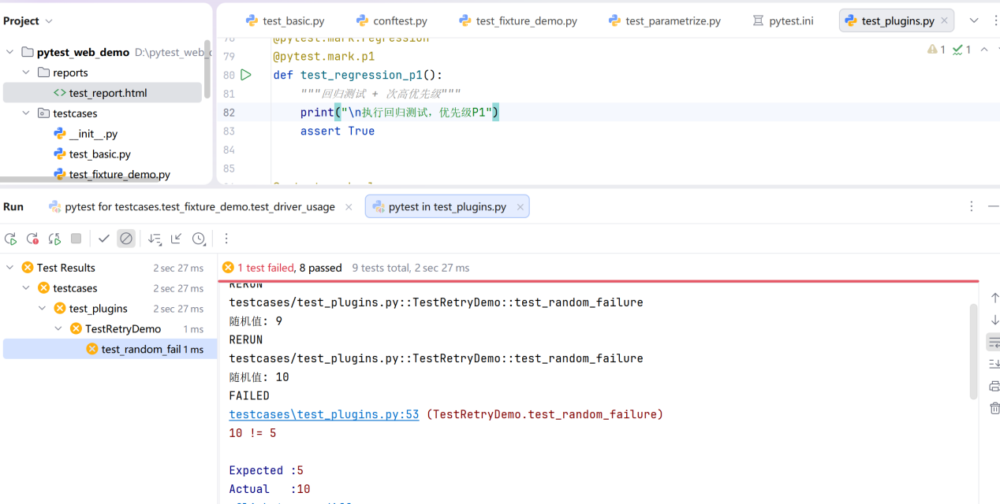 Project
test_basic.py
conftest.py
test_fixture_demo.py
test_parametrize.py
pytest.ini
test_plugins.py
pytest_web_demo D:\pytest_web_
reports
<> test_report.html
testcases
__init__.py
test_basic.py
test_fixture_demo.py
78 @pytest.mark.regression
79 @pytest.mark.p1
80 def test_regression_p1():
81 """回归测试 + 次高优先级"""
82 print("\n执行回归测试，优先级P1")
83 assert True
84
85
1 1
Run
pytest for testcases.test_fixture_demo.test_driver_usage
pytest in test_plugins.py
Test Results 2 sec 27 ms
testcases 2 sec 27 ms
test_plugins 2 sec 27 ms
TestRetryDemo 1 ms
test_random_fail 1 ms
1 test failed, 8 passed 9 tests total, 2 sec 27 ms
RERUN
testcases/test_plugins.py::TestRetryDemo::test_random_failure
随机值: 9
RERUN
testcases/test_plugins.py::TestRetryDemo::test_random_failure
随机值: 10
FAILED
testcases\test_plugins.py:53 (TestRetryDemo.test_random_failure)
10 != 5
Expected :5
Actual :10